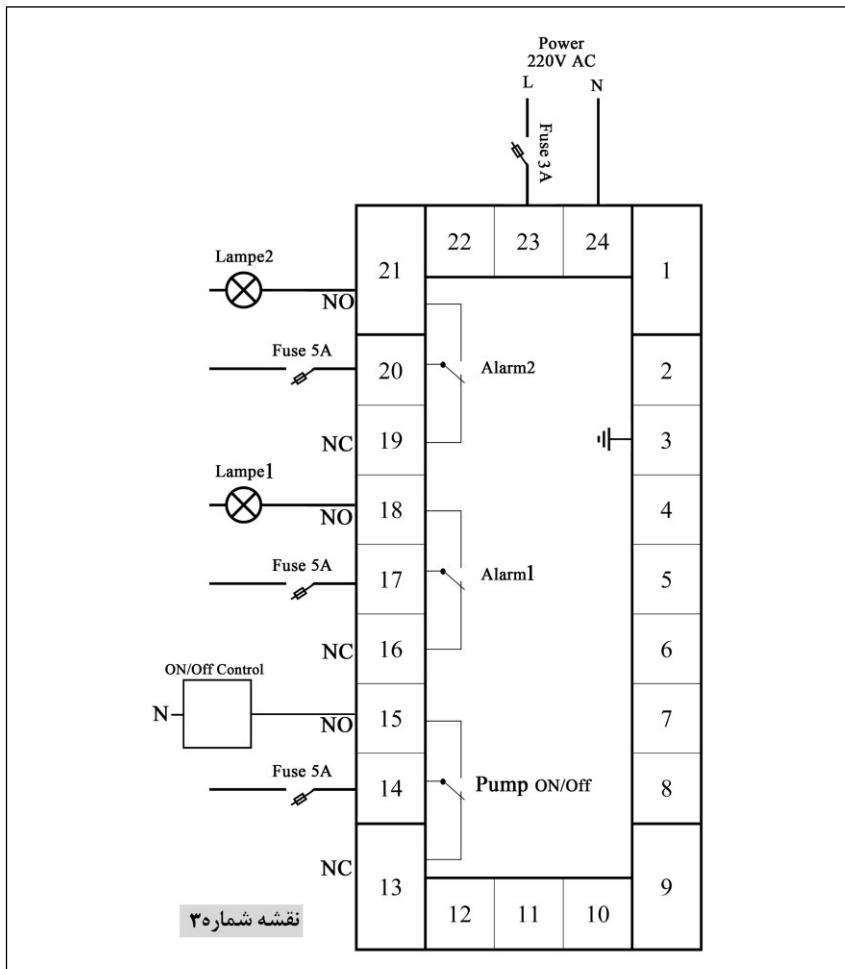 Power
220V AC
L N
Fuse 3A
22 23 24
21 1
Lampe2
NO
Fuse 5A
20 Alarm2 2
NC 19 3
Lampe1
NO 18 4
Fuse 5A
17 Alarm1 5
NC 16 6
ON/Off Control
N NO 15 7
Fuse 5A
14 Pump ON/Off 8
NC 13 9
12 11 10
نقشه شماره۳